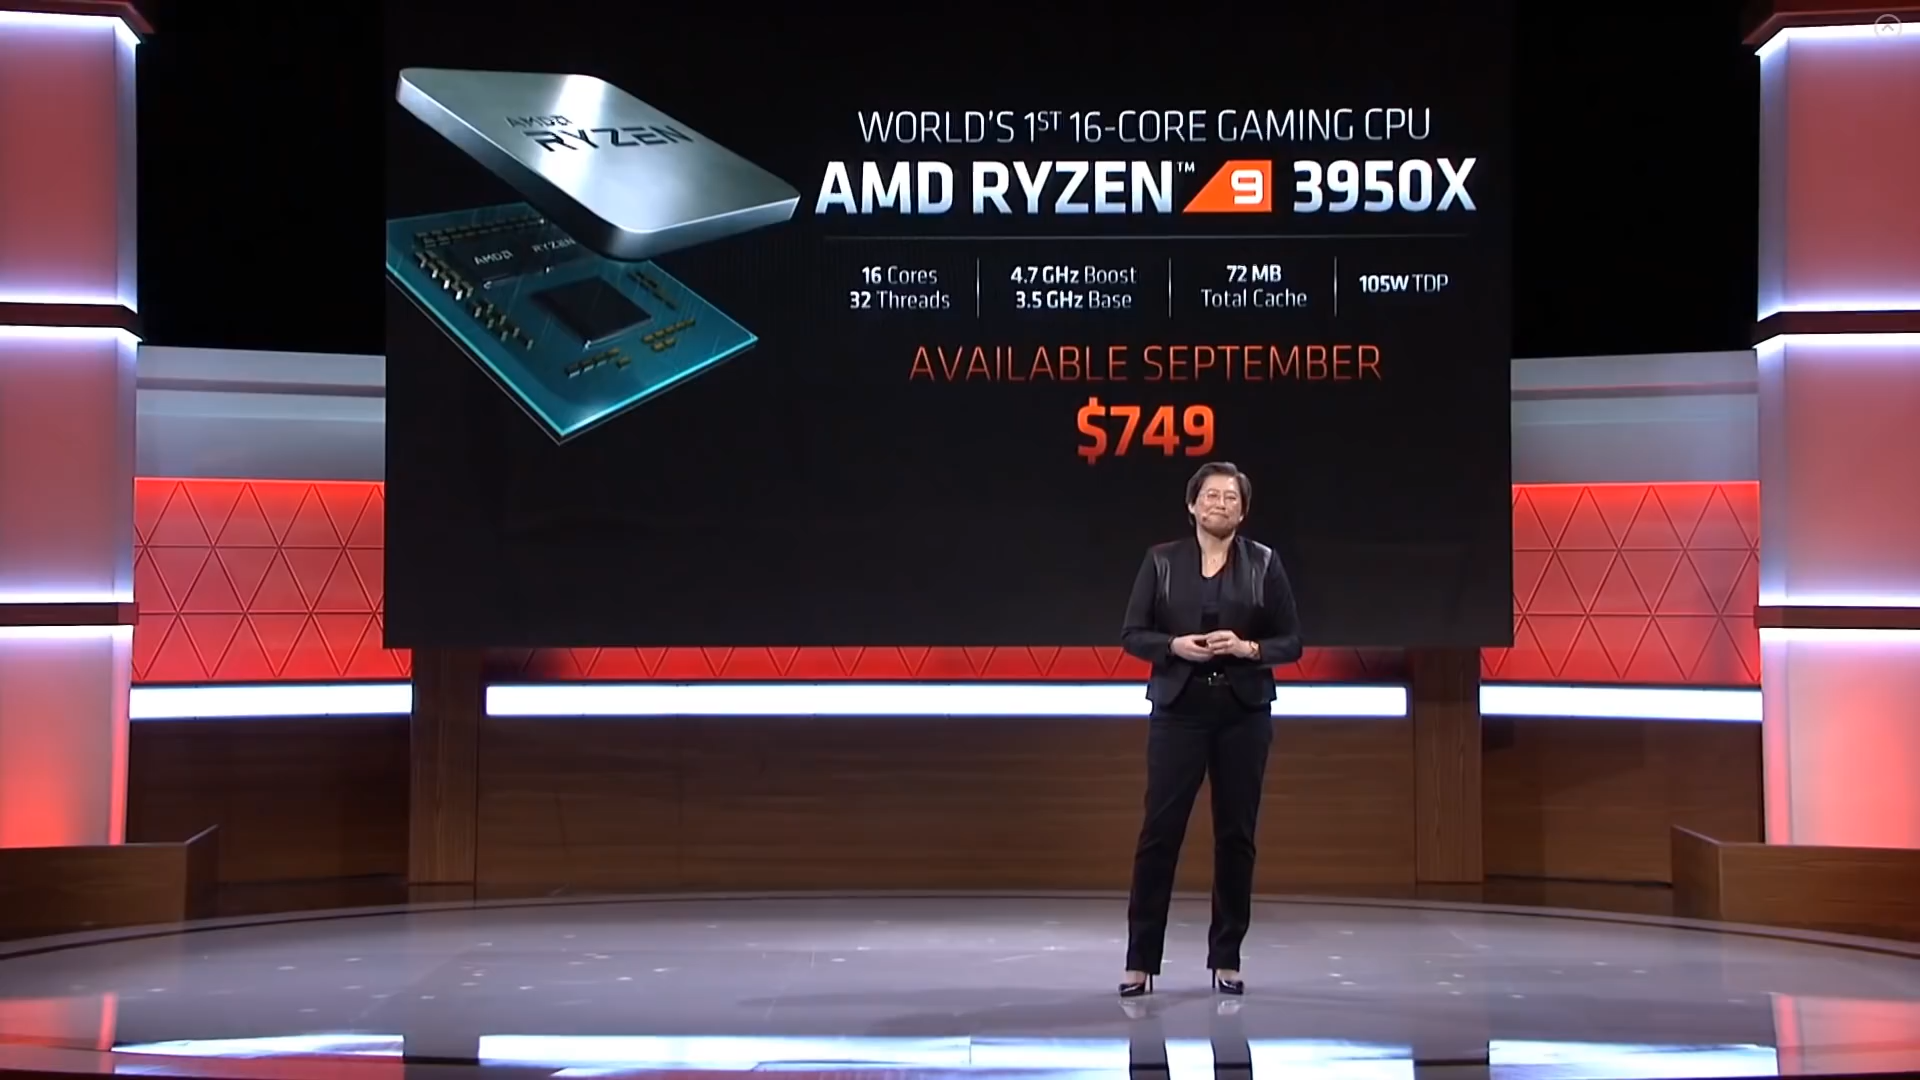 AMD
RYZEN
AMD RYZEN
WORLD'S 1ST 16-CORE GAMING CPU
AMD RYZEN™ 9 3950X
16 Cores
32 Threads
4.7 GHz Boost
3.5 GHz Base
72 MB
Total Cache
105W TDP
AVAILABLE SEPTEMBER
$749